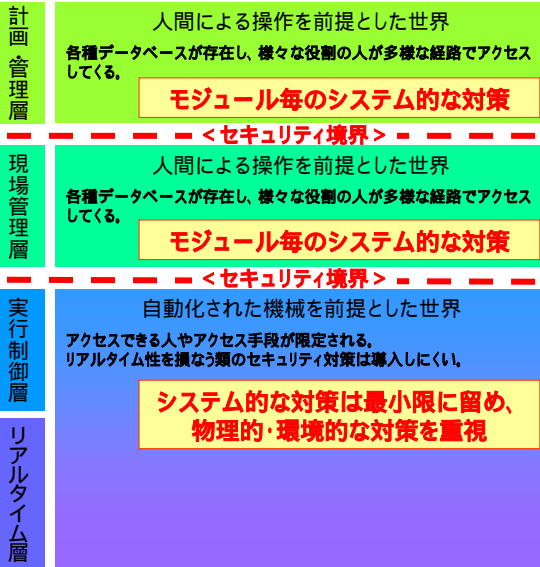 計画・管理層
人間による操作を前提とした世界
各種データベースが存在し、様々な役割の人が多様な経路でアクセス
してくる。
モジュール毎のシステム的な対策
<セキュリティ境界>
現場管理層
人間による操作を前提とした世界
各種データベースが存在し、様々な役割の人が多様な経路でアクセス
してくる。
モジュール毎のシステム的な対策
<セキュリティ境界>
実行制御層
自動化された機械を前提とした世界
アクセスできる人やアクセス手段が限定される。
リアルタイム性を損なう類のセキュリティ対策は導入しにくい。
システム的な対策は最小限に留め、
物理的・環境的な対策を重視
リアルタイム層